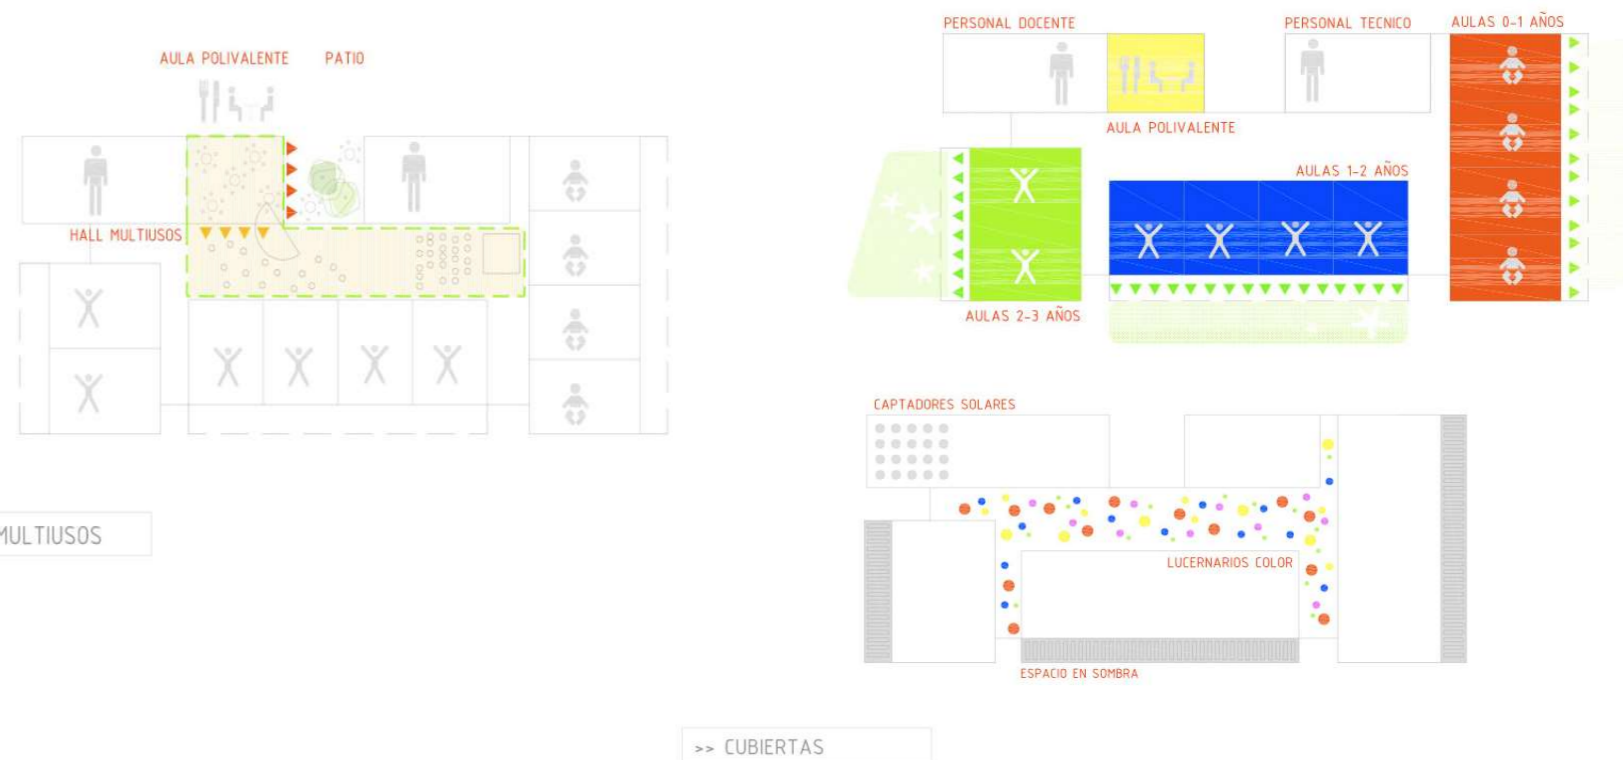 AULA POLIVALENTE PATIO
HALL MULTIUSOS
MULTIUSOS
PERSONAL DOCENTE
PERSONAL TECNICO
AULAS 0-1 AÑOS
AULA POLIVALENTE
AULAS 1-2 AÑOS
AULAS 2-3 AÑOS
CAPTADORES SOLARES
LUCERNARIOS COLOR
ESPACIO EN SOMBRA
>> CUBIERTAS